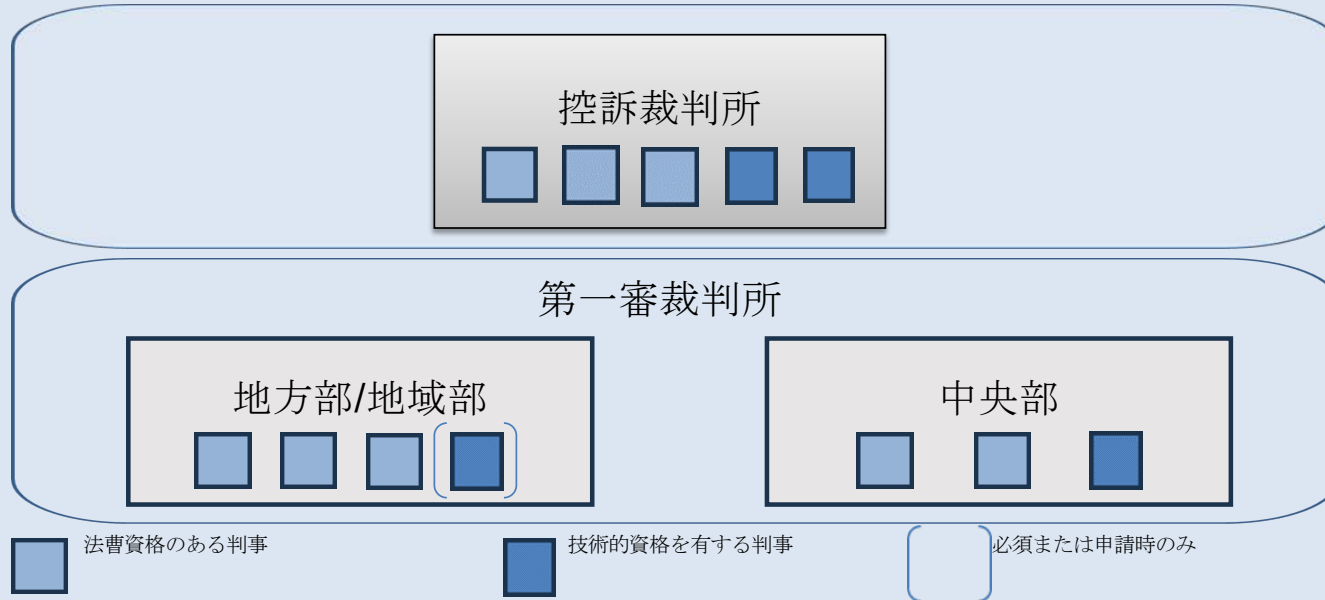 控訴裁判所
第一審裁判所
地方部/地域部
中央部
法曹資格のある判事
技術的資格を有する判事
必須または申請時のみ